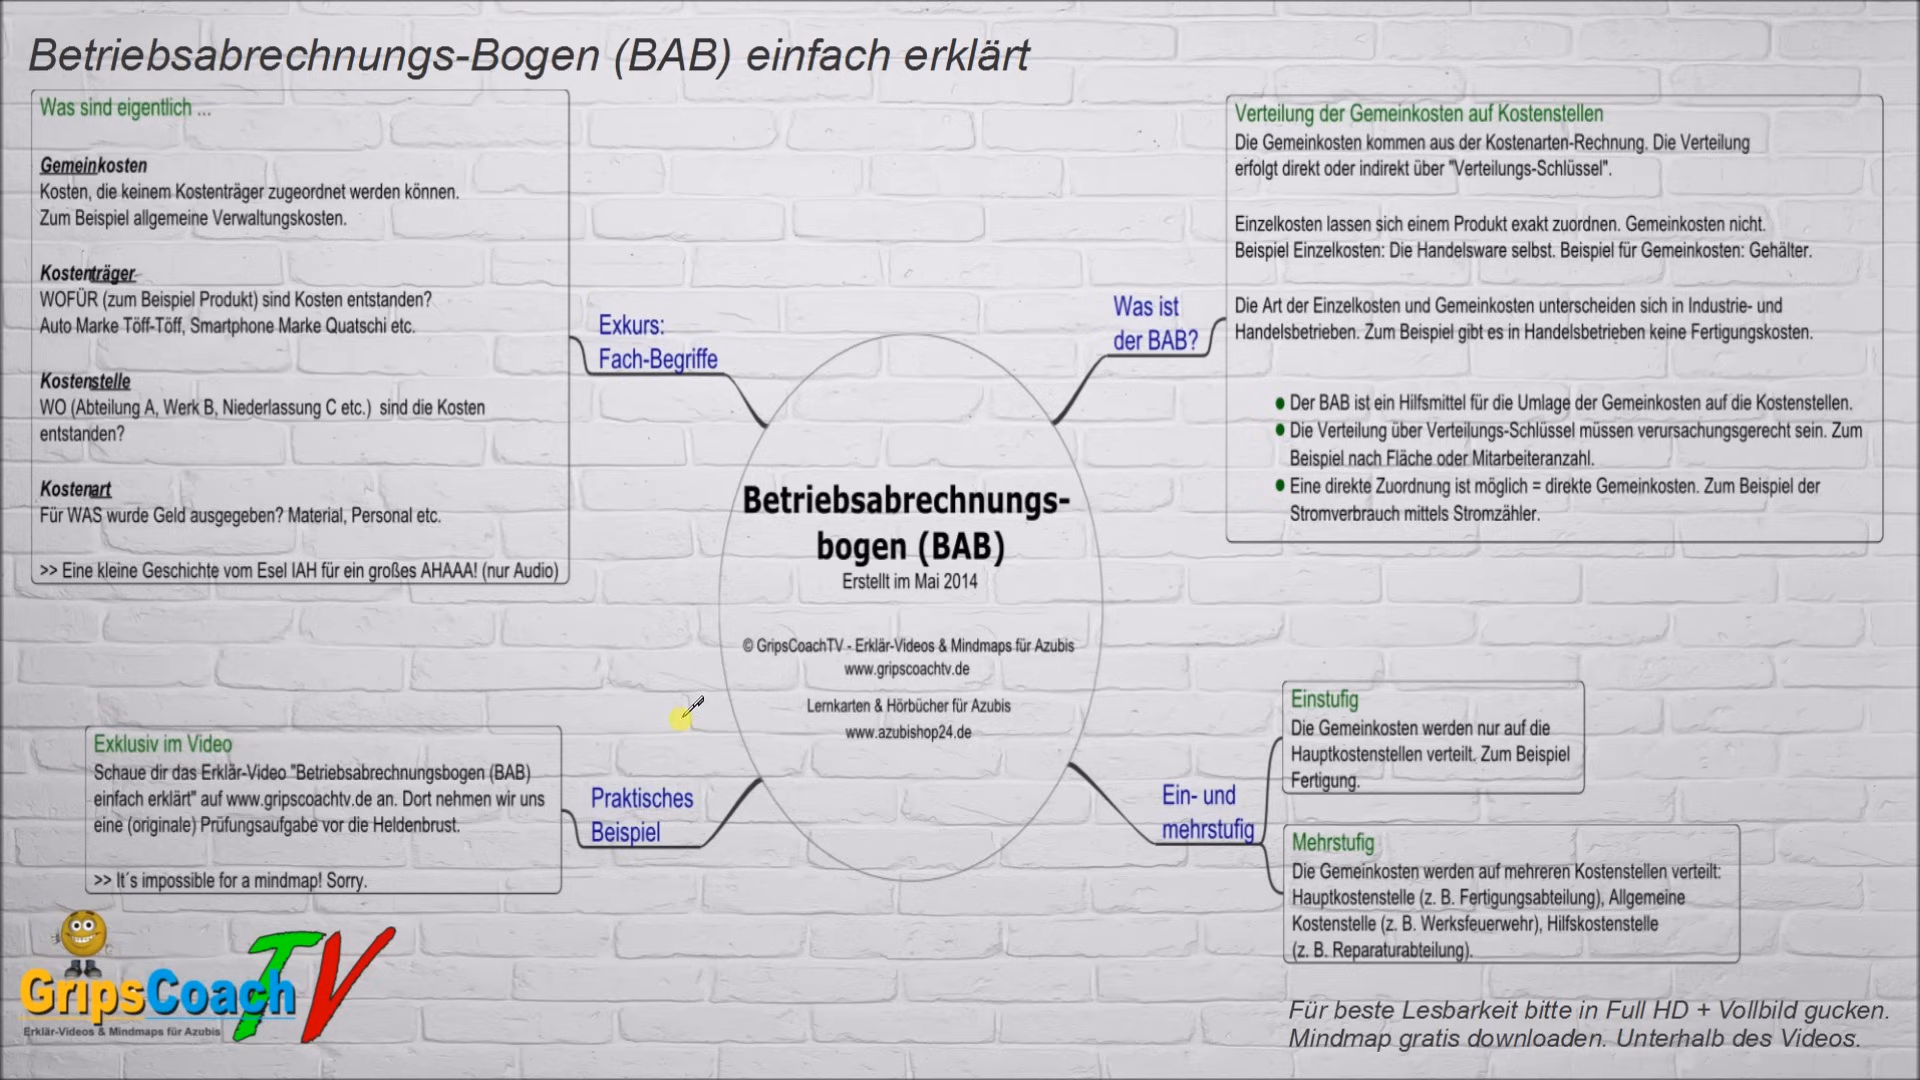 Betriebsabrechnungs-Bogen (BAB) einfach erklärt
Was sind eigentlich ...
Gemeinkosten
Kosten, die keinem Kostenträger zugeordnet werden können.
Zum Beispiel allgemeine Verwaltungskosten.
Kostenträger
WOFÜR (zum Beispiel Produkt) sind Kosten entstanden?
Auto Marke Töff-Töff, Smartphone Marke Quatschi etc.
Kostenstelle
WO (Abteilung A, Werk B, Niederlassung C etc.) sind die Kosten
entstanden?
Kostenart
Für WAS wurde Geld ausgegeben? Material, Personal etc.
>> Eine kleine Geschichte vom Esel IAH für ein großes AHAAA! (nur Audio)
Exkurs:
Fach-Begriffe
Was ist
der BAB?
Verteilung der Gemeinkosten auf Kostenstellen
Die Gemeinkosten kommen aus der Kostenarten-Rechnung. Die Verteilung
erfolgt direkt oder indirekt über "Verteilungs-Schlüssel".
Einzelkosten lassen sich einem Produkt exakt zuordnen. Gemeinkosten nicht.
Beispiel Einzelkosten: Die Handelsware selbst. Beispiel für Gemeinkosten: Gehälter.
Die Art der Einzelkosten und Gemeinkosten unterscheiden sich in Industrie- und
Handelsbetrieben. Zum Beispiel gibt es in Handelsbetrieben keine Fertigungskosten.
● Der BAB ist ein Hilfsmittel für die Umlage der Gemeinkosten auf die Kostenstellen.
● Die Verteilung über Verteilungs-Schlüssel müssen verursachungsgerecht sein. Zum
Beispiel nach Fläche oder Mitarbeiteranzahl.
● Eine direkte Zuordnung ist möglich = direkte Gemeinkosten. Zum Beispiel der
Stromverbrauch mittels Stromzähler.
Betriebsabrechnungs-
bogen (BAB)
Erstellt im Mai 2014
© GripsCoachTV - Erklär-Videos & Mindmaps für Azubis
www.gripscoachtv.de
Lernkarten & Hörbücher für Azubis
www.azubishop24.de
Exklusiv im Video
Schaue dir das Erklär-Video "Betriebsabrechnungsbogen (BAB)
einfach erklärt" auf www.gripscoachtv.de an. Dort nehmen wir uns
eine (originale) Prüfungsaufgabe vor die Heldenbrust.
>> It´s impossible for a mindmap! Sorry.
Praktisches
Beispiel
Ein- und
mehrstufig
Einstufig
Die Gemeinkosten werden nur auf die
Hauptkostenstellen verteilt. Zum Beispiel
Fertigung.
Mehrstufig
Die Gemeinkosten werden auf mehreren Kostenstellen verteilt:
Hauptkostenstelle (z. B. Fertigungsabteilung), Allgemeine
Kostenstelle (z. B. Werksfeuerwehr), Hilfskostenstelle
(z. B. Reparaturabteilung).
GripsCoach TV
Erklär-Videos & Mindmaps für Azubis
Für beste Lesbarkeit bitte in Full HD + Vollbild gucken.
Mindmap gratis downloaden. Unterhalb des Videos.